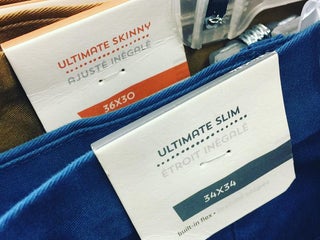 ULTIMATE SKINNY
AJUSTÉ INÉGALÉ
36X30
ULTIMATE SLIM
ÉTROIT INÉGALÉ
34X34
built-in flex •